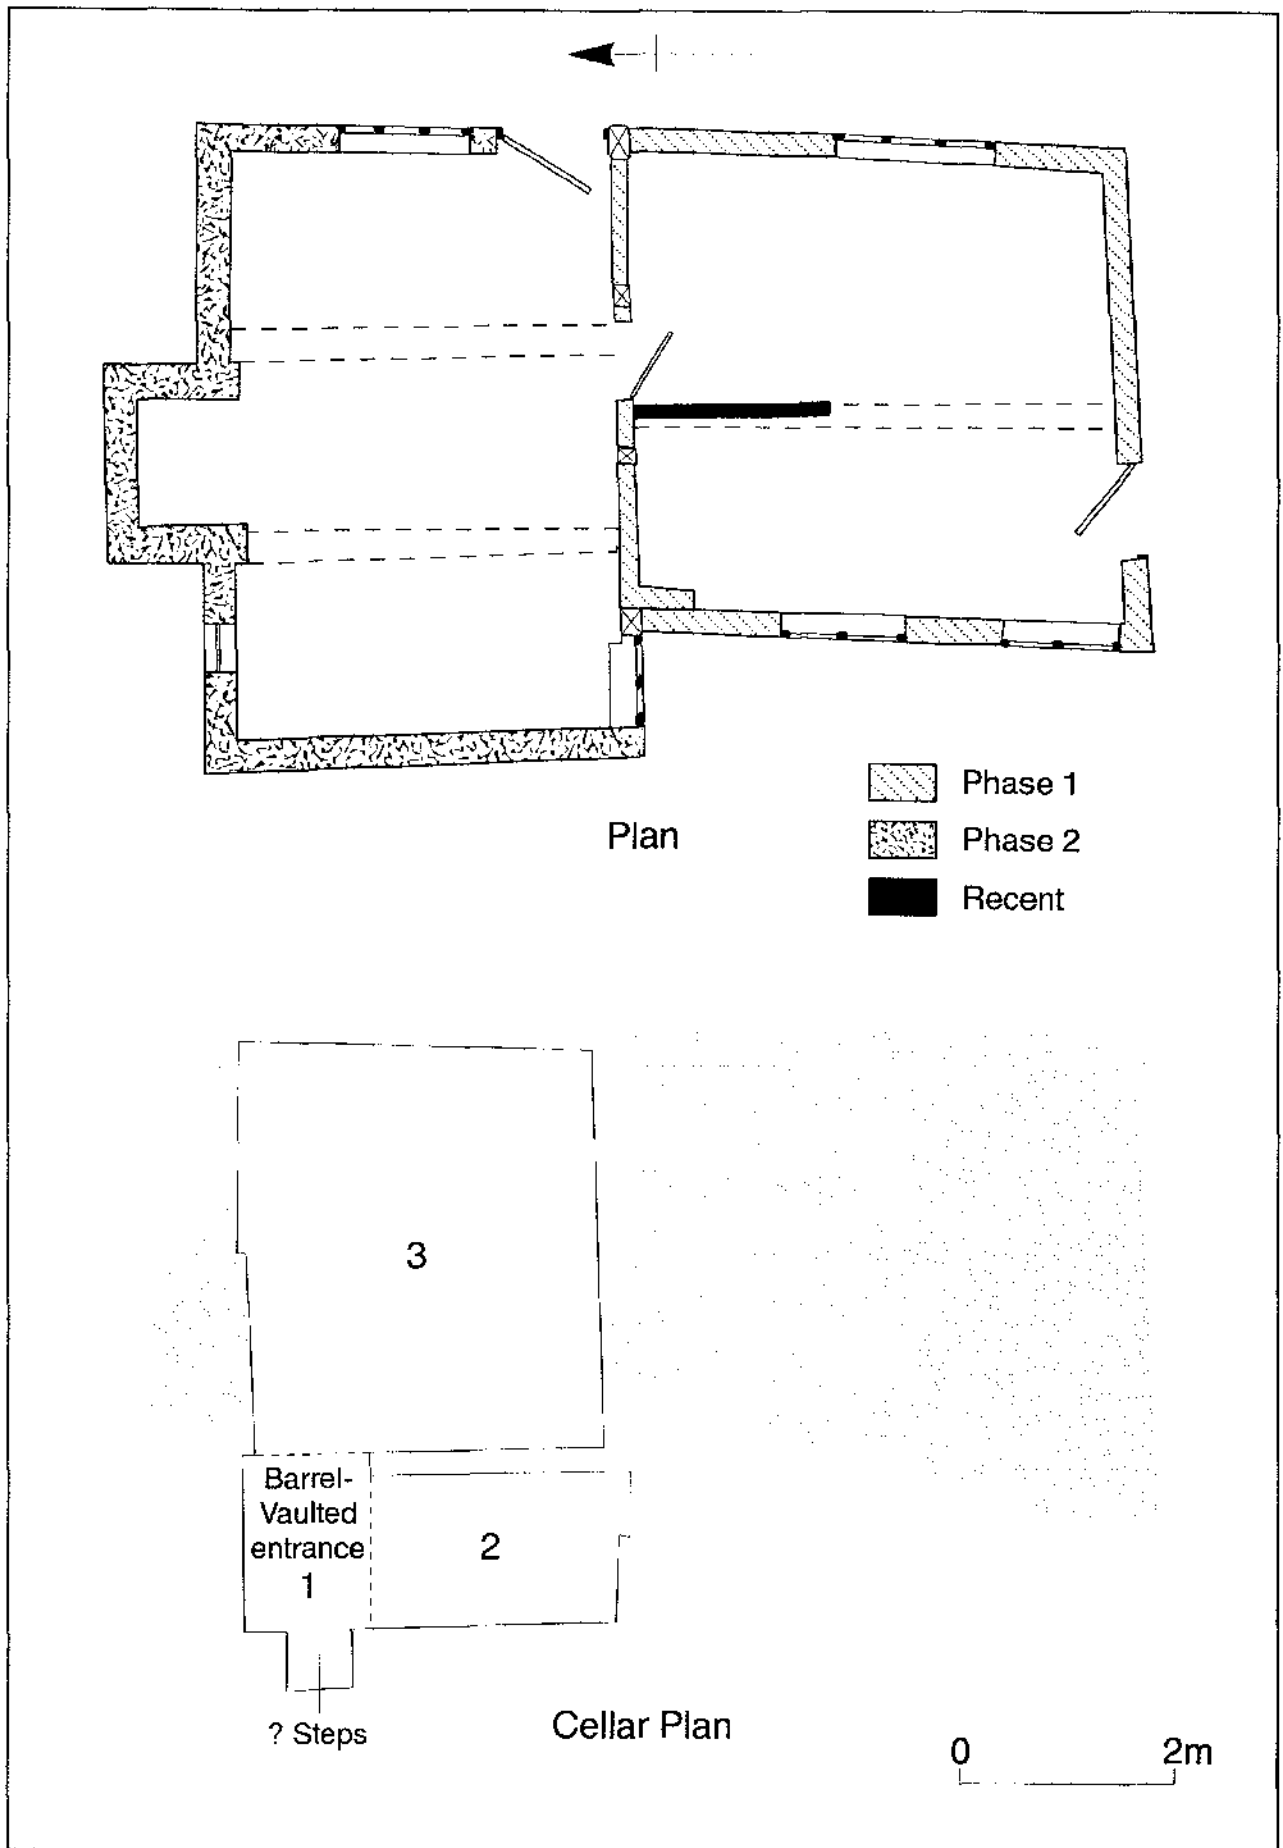 Phase 1
Phase 2
Plan
Recent
3
Barrel-
Vaulted
entrance
1
2
? Steps
Cellar Plan
0 2m